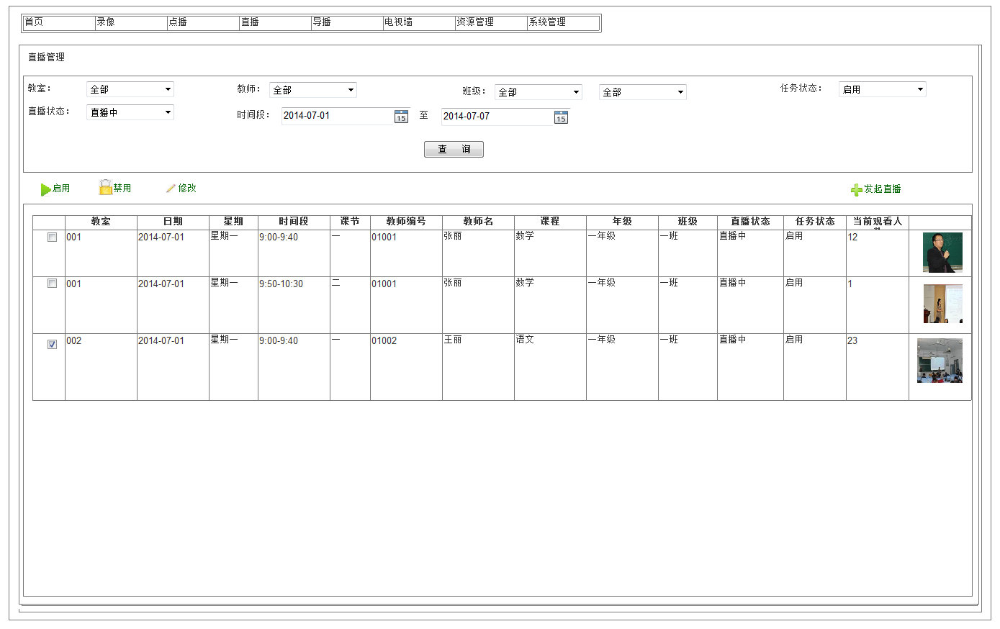 首页 录像 点播 直播 导播 电视墙 资源管理 系统管理
直播管理
教室： 全部 教师： 全部 班级： 全部 全部 任务状态： 启用
直播状态： 直播中 时间段： 2014-07-01 15 至 2014-07-07 15
查 询
启用 禁用 修改 发起直播
教室 日期 星期 时间段 课节 教师编号 教师名 课程 年级 班级 直播状态 任务状态 当前观看人
001 2014-07-01 星期一 9:00-9:40 一 01001 张丽 数学 一年级 一班 直播中 启用 12
001 2014-07-01 星期一 9:50-10:30 二 01001 张丽 数学 一年级 一班 直播中 启用 1
002 2014-07-01 星期一 9:00-9:40 一 01002 王丽 语文 一年级 一班 直播中 启用 23